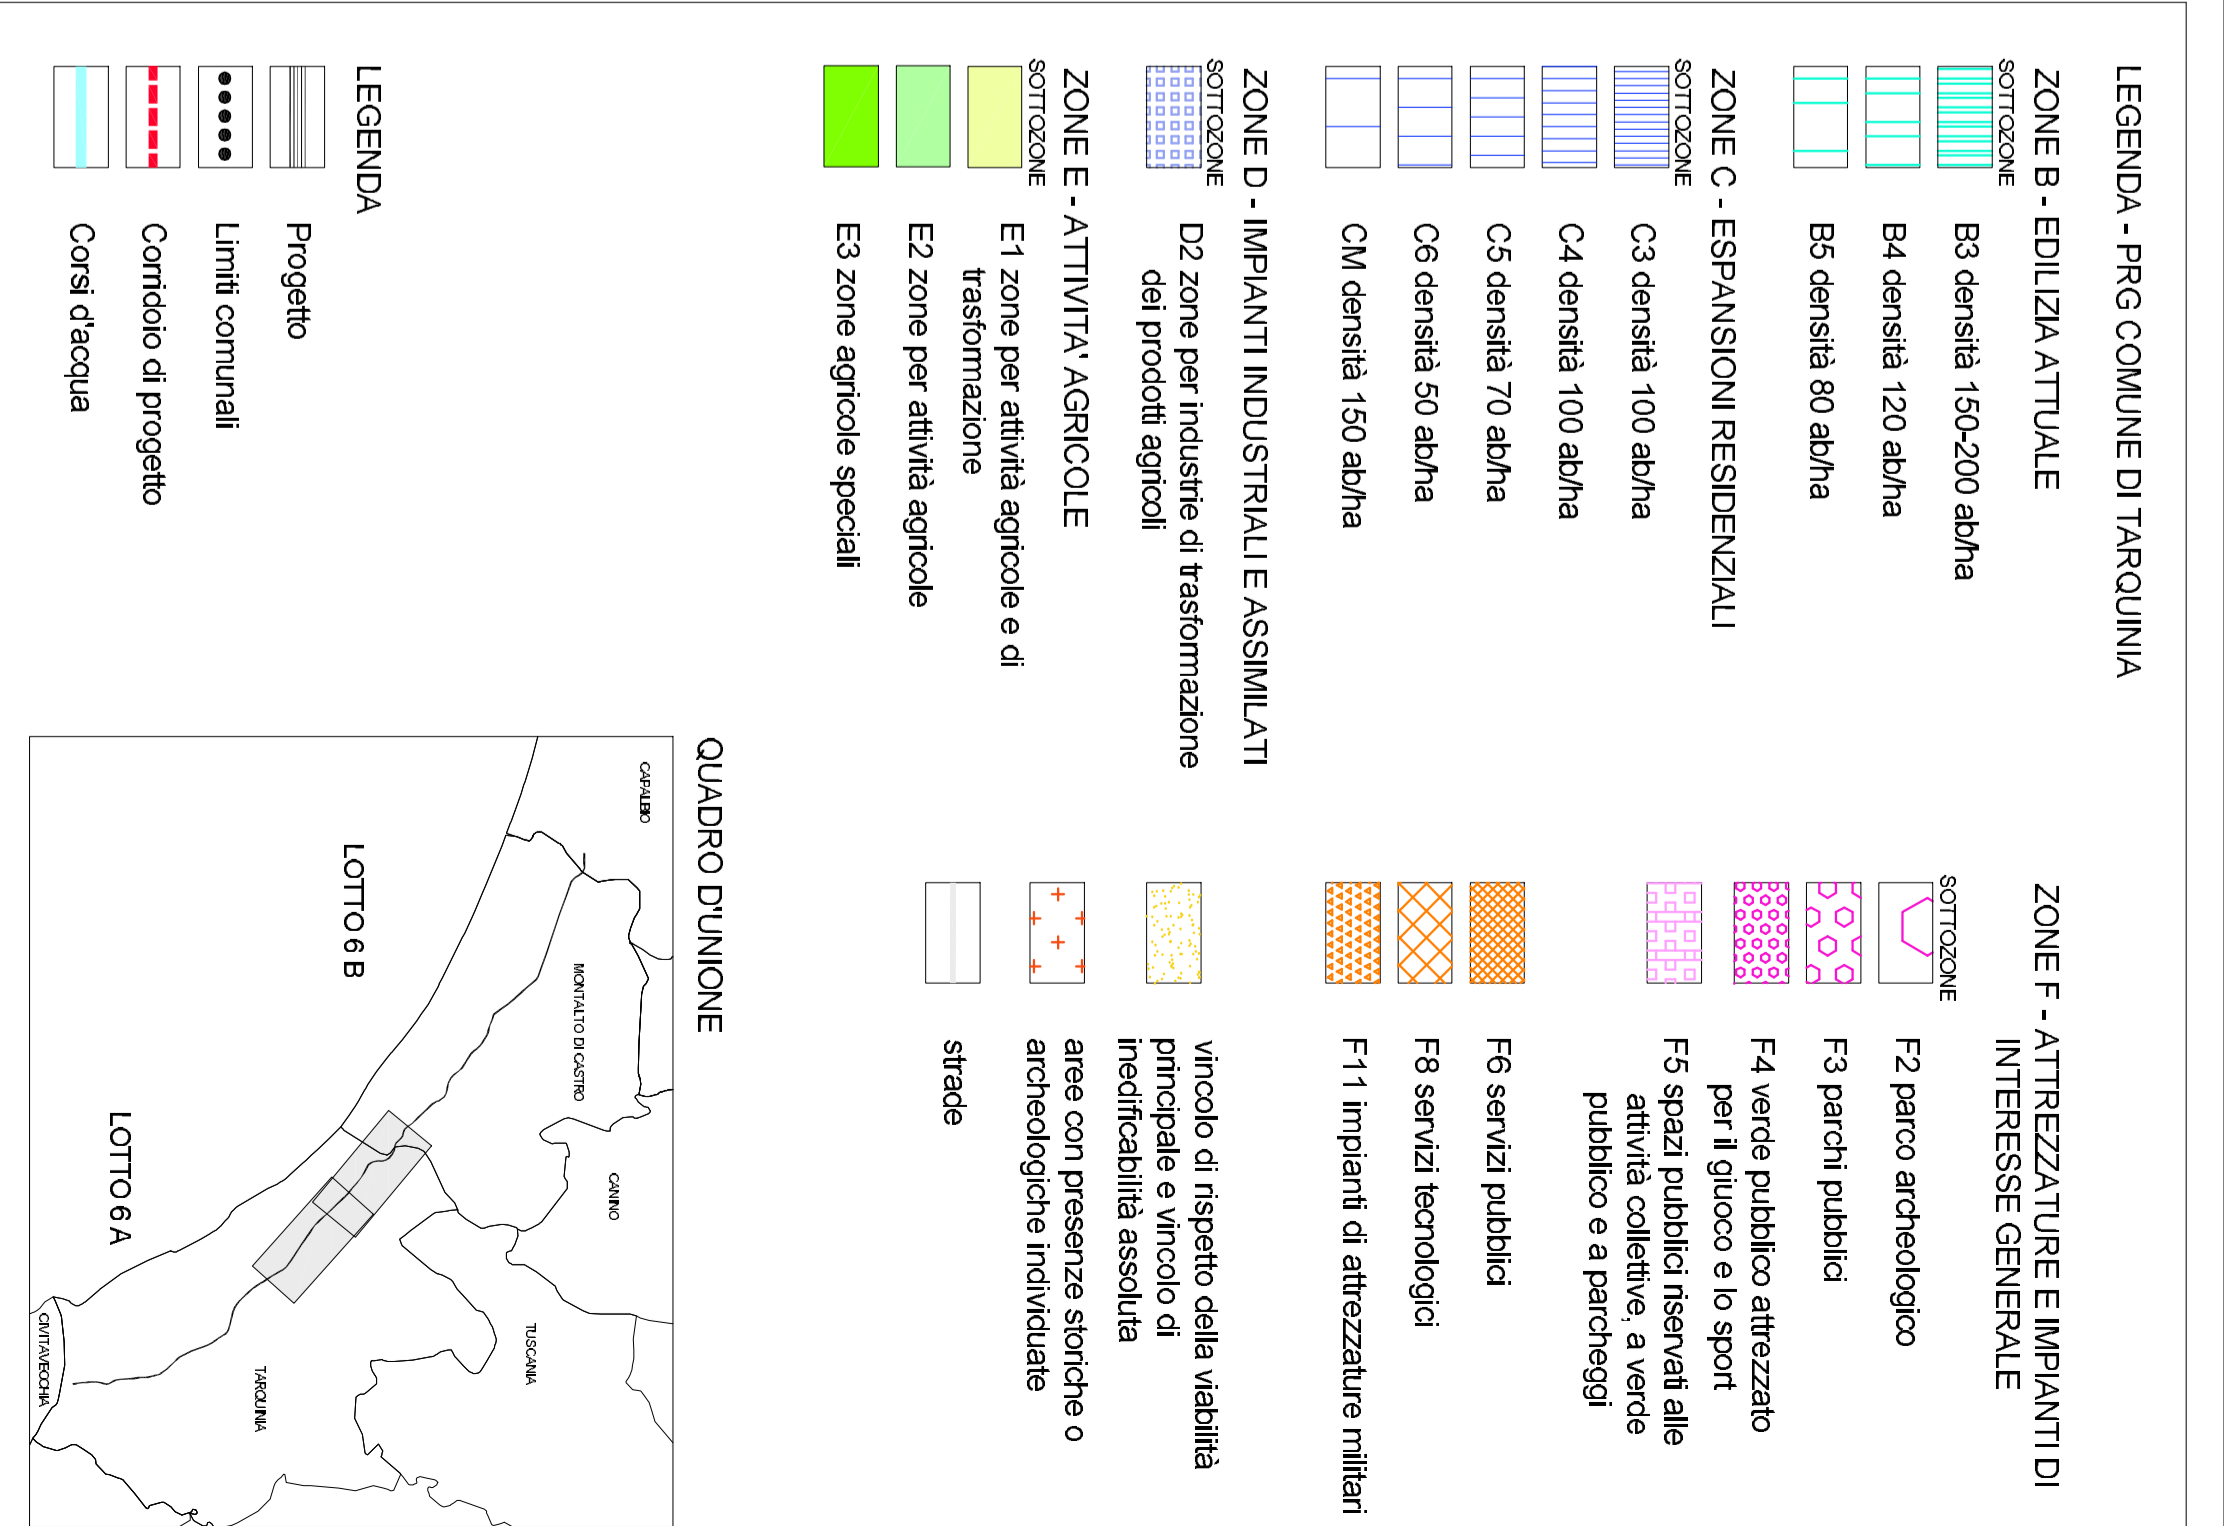 LEGENDA - PRG COMUNE DI TARQUINIA
ZONE B - EDILIZIA ATTUALE
SOTTOZONE
B3 densità 150-200 ab/ha
B4 densità 120 ab/ha
B5 densità 80 ab/ha
ZONE C - ESPANSIONI RESIDENZIALI
SOTTOZONE
C3 densità 100 ab/ha
C4 densità 100 ab/ha
C5 densità 70 ab/ha
C6 densità 50 ab/ha
CM densità 150 ab/ha
ZONE D - IMPIANTI INDUSTRIALI E ASSIMILATI
SOTTOZONE
D2 zone per industrie di trasformazione
dei prodotti agricoli
ZONE E - ATTIVITA' AGRICOLE
SOTTOZONE
E1 zone per attività agricole e di
trasformazione
E2 zone per attività agricole
E3 zone agricole speciali
ZONE F - ATTREZZATURE E IMPIANTI DI
INTERESSE GENERALE
SOTTOZONE
F2 parco archeologico
F3 parchi pubblici
F4 verde pubblico attrezzato
per il giuoco e lo sport
F5 spazi pubblici riservati alle
attività collettive, a verde
pubblico e a parcheggi
F6 servizi pubblici
F8 servizi tecnologici
F11 impianti di attrezzature militari
vincolo di rispetto della viabilità
principale e vincolo di
inedificabilità assoluta
aree con presenze storiche o
archeologiche individuate
strade
LEGENDA
Progetto
Limiti comunali
Corridoio di progetto
Corsi d'acqua
QUADRO D'UNIONE
CAPALBIO
MONTALTO DI CASTRO
CANINO
TUSCANIA
LOTTO 6 B
TARQUINIA
LOTTO 6 A
CIVITAVECCHIA